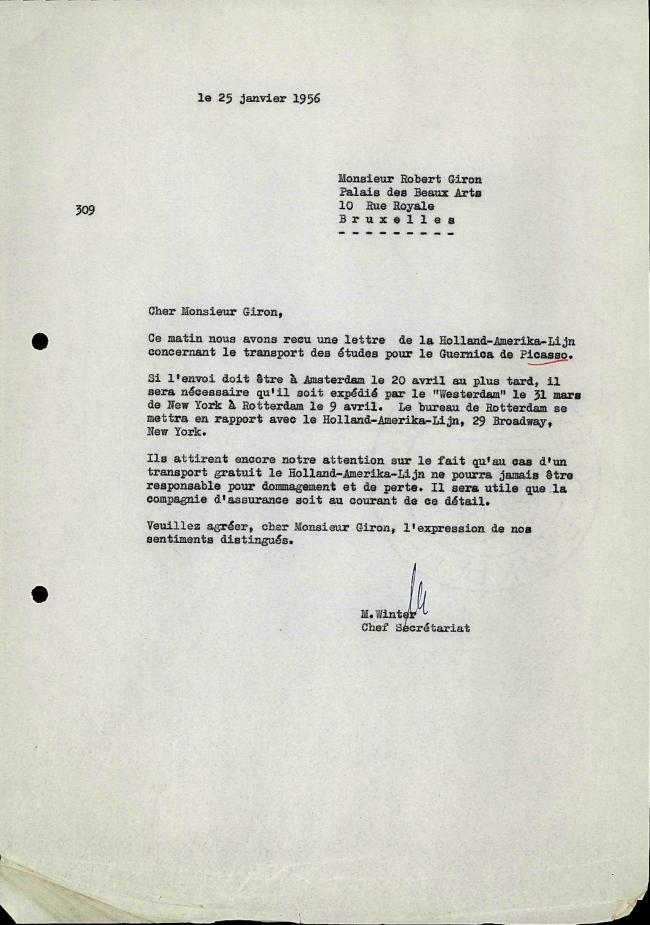 le 25 janvier 1956
Monsieur Robert Giron
Palais des Beaux Arts
10 Rue Royale
B r u x e l l e s
- - - - - - - - -
309
Cher Monsieur Giron,
Ce matin nous avons recu une lettre de la Holland-Amerika-Lijn
concernant le transport des études pour le Guernica de Picasso.
Si l'envoi doit être à Amsterdam le 20 avril au plus tard, il
sera nécessaire qu'il soit expédié par le "Westerdam" le 31 mars
de New York à Rotterdam le 9 avril. Le bureau de Rotterdam se
mettra en rapport avec le Holland-Amerika-Lijn, 29 Broadway,
New York.
Ils attirent encore notre attention sur le fait qu'au cas d'un
transport gratuit le Holland-Amerika-Lijn ne pourra jamais être
responsable pour dommagement et de perte. Il sera utile que la
compagnie d'assurance soit au courant de ce détail.
Veuillez agréer, cher Monsieur Giron, l'expression de nos
sentiments distingués.
M.Winter
Chef Secrétariat